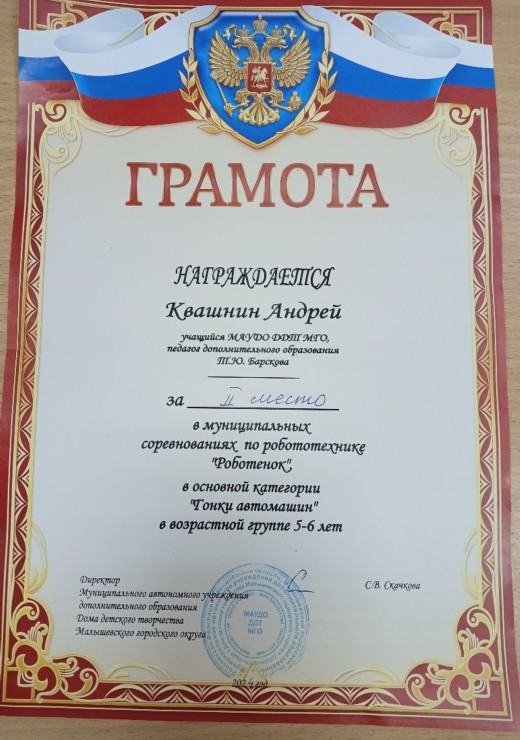 ГРАМОТА
НАГРАЖДАЕТСЯ
Квашнин Андрей
учащийся МАУДО ДДТ МГО,
педагог дополнительного образования
Т.Ю. Барскова
за II место
в муниципальных
соревнованиях по робототехнике
"Роботенок",
в основной категории
"Гонки автомашин"
в возрастной группе 5-6 лет
Директор
Муниципального автономного учреждения
дополнительного образования
Дома детского творчества
Малышевского городского округа
С.В. Скачкова
МАУДО
ДДТ
МГО
2024 год